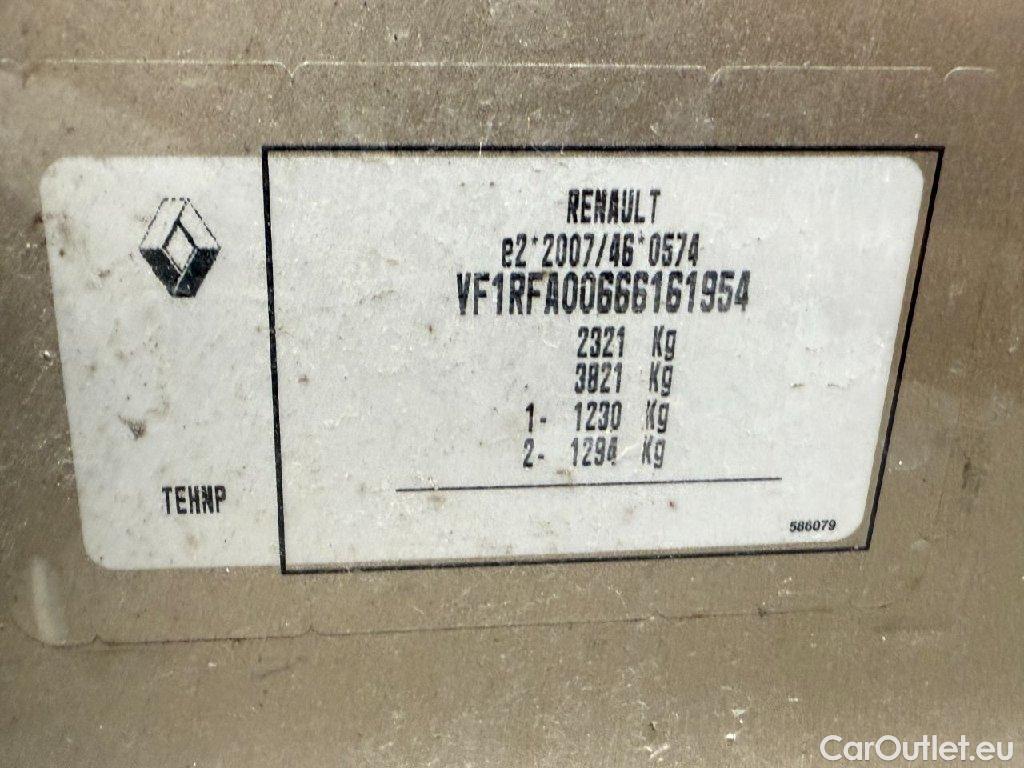 RENAULT
e2*2007/46*0574
VF1RFA00666161954
2321 Kg
3821 Kg
1- 1230 Kg
2- 1294 Kg
TEHNP
586079
CarOutlet.eu